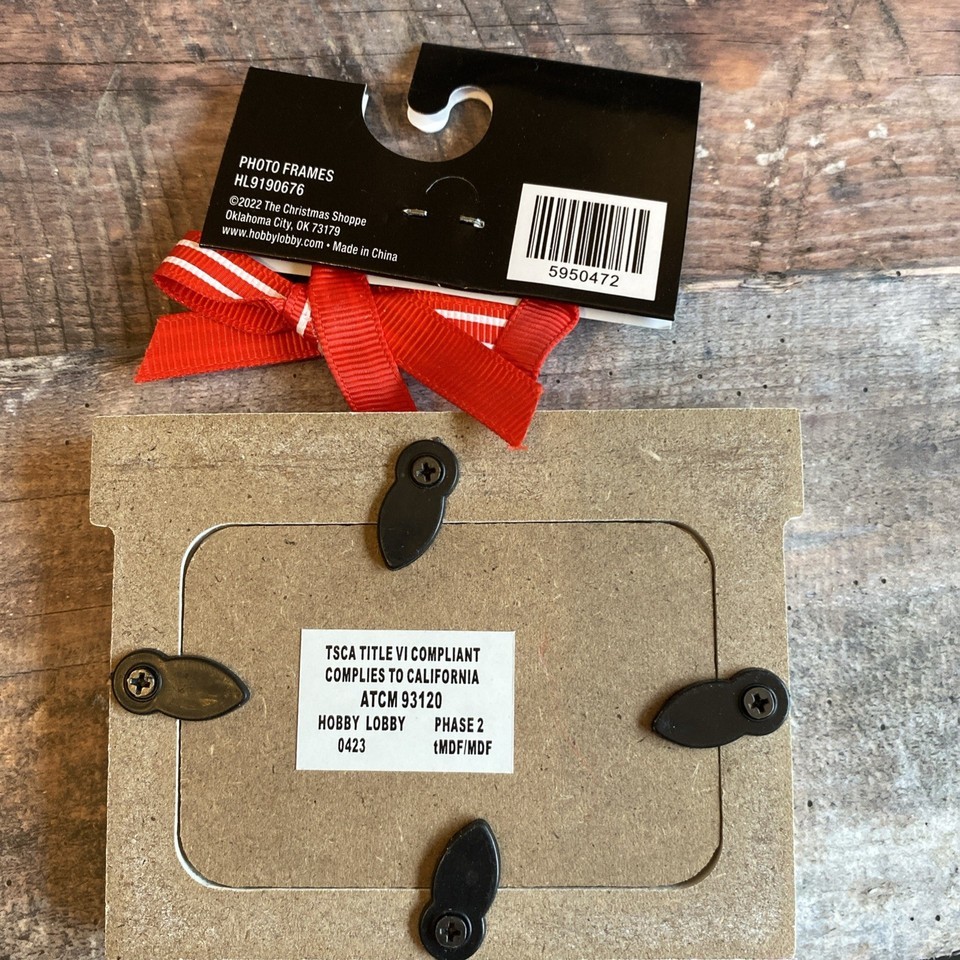 PHOTO FRAMES
HL9190676
©2022 The Christmas Shoppe
Oklahoma City, OK 73179
www.hobbylobby.com • Made in China
5950472
TSCA TITLE VI COMPLIANT
COMPLIES TO CALIFORNIA
ATCM 93120
HOBBY LOBBY PHASE 2
0423 tMDF/MDF